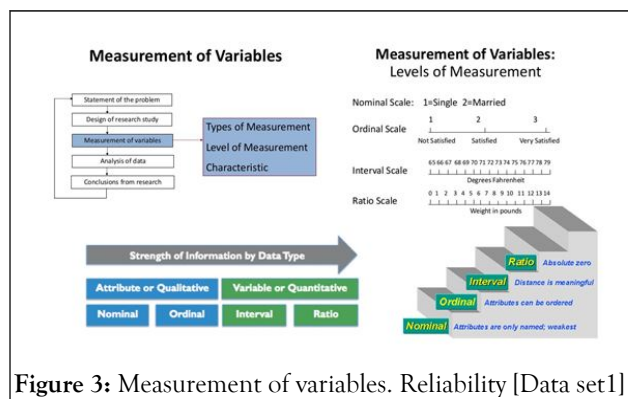 Measurement of Variables
Statement of the problem
Design of research study
Measurement of variables
Analysis of data
Conclusions from research
Types of Measurement
Level of Measurement
Characteristic
Measurement of Variables:
Levels of Measurement
Nominal Scale: 1=Single 2=Married
Ordinal Scale
1 2 3
Not Satisfied Satisfied Very Satisfied
Interval Scale
65 66 67 68 69 70 71 72 73 74 75 76 77 78 79
Degrees Fahrenheit
Ratio Scale
0 1 2 3 4 5 6 7 8 9 10 11 12 13 14
Weight in pounds
Strength of Information by Data Type
Attribute or Qualitative Variable or Quantitative
Nominal Ordinal Interval Ratio
Ratio Absolute zero
Interval Distance is meaningful
Ordinal Attributes can be ordered
Nominal Attributes are only named; weakest
Figure 3: Measurement of variables. Reliability [Data set1]